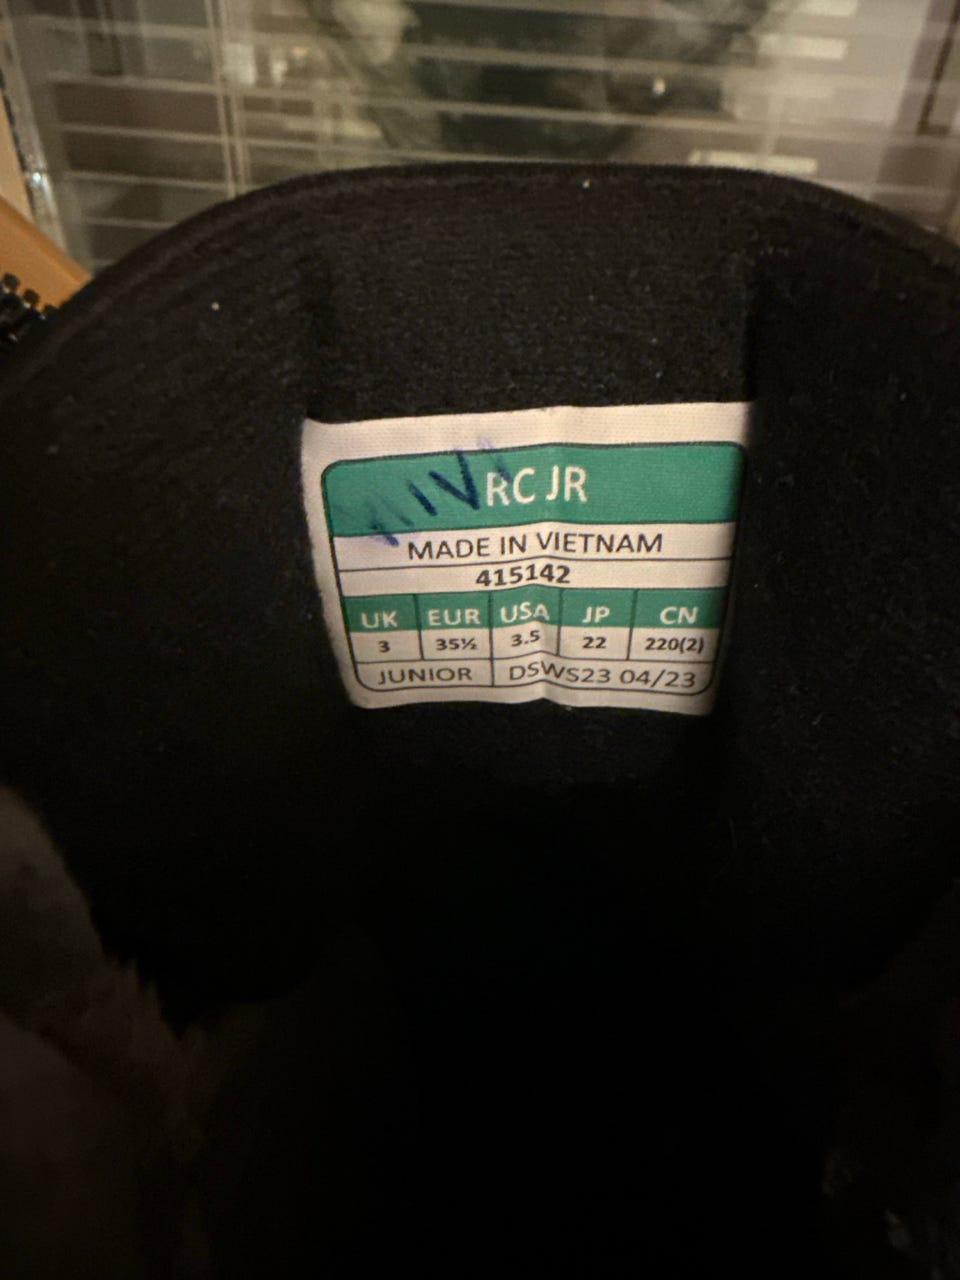 RC JR
MADE IN VIETNAM
415142
UK EUR USA JP CN
3 35½ 3.5 22 220(2)
JUNIOR DSWS23 04/23